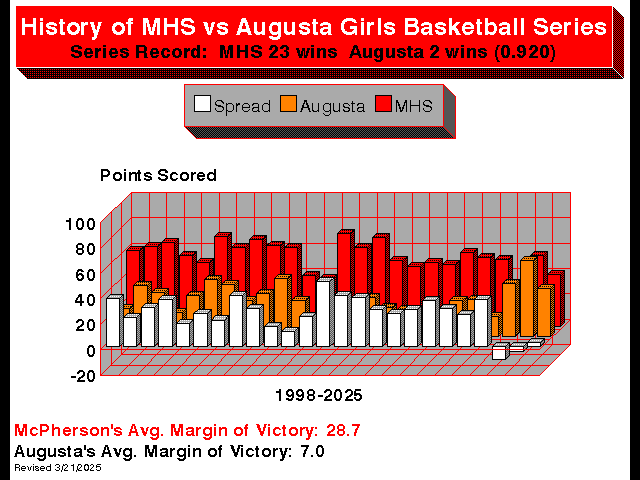 History of MHS vs Augusta Girls Basketball Series
Series Record:  MHS 23 wins  Augusta 2 wins (0.920)
Spread Augusta MHS
Points Scored
100
80
60
40
20
0
-20
1998-2025
McPherson's Avg. Margin of Victory: 28.7
Augusta's Avg. Margin of Victory: 7.0
Revised 3/21/2025